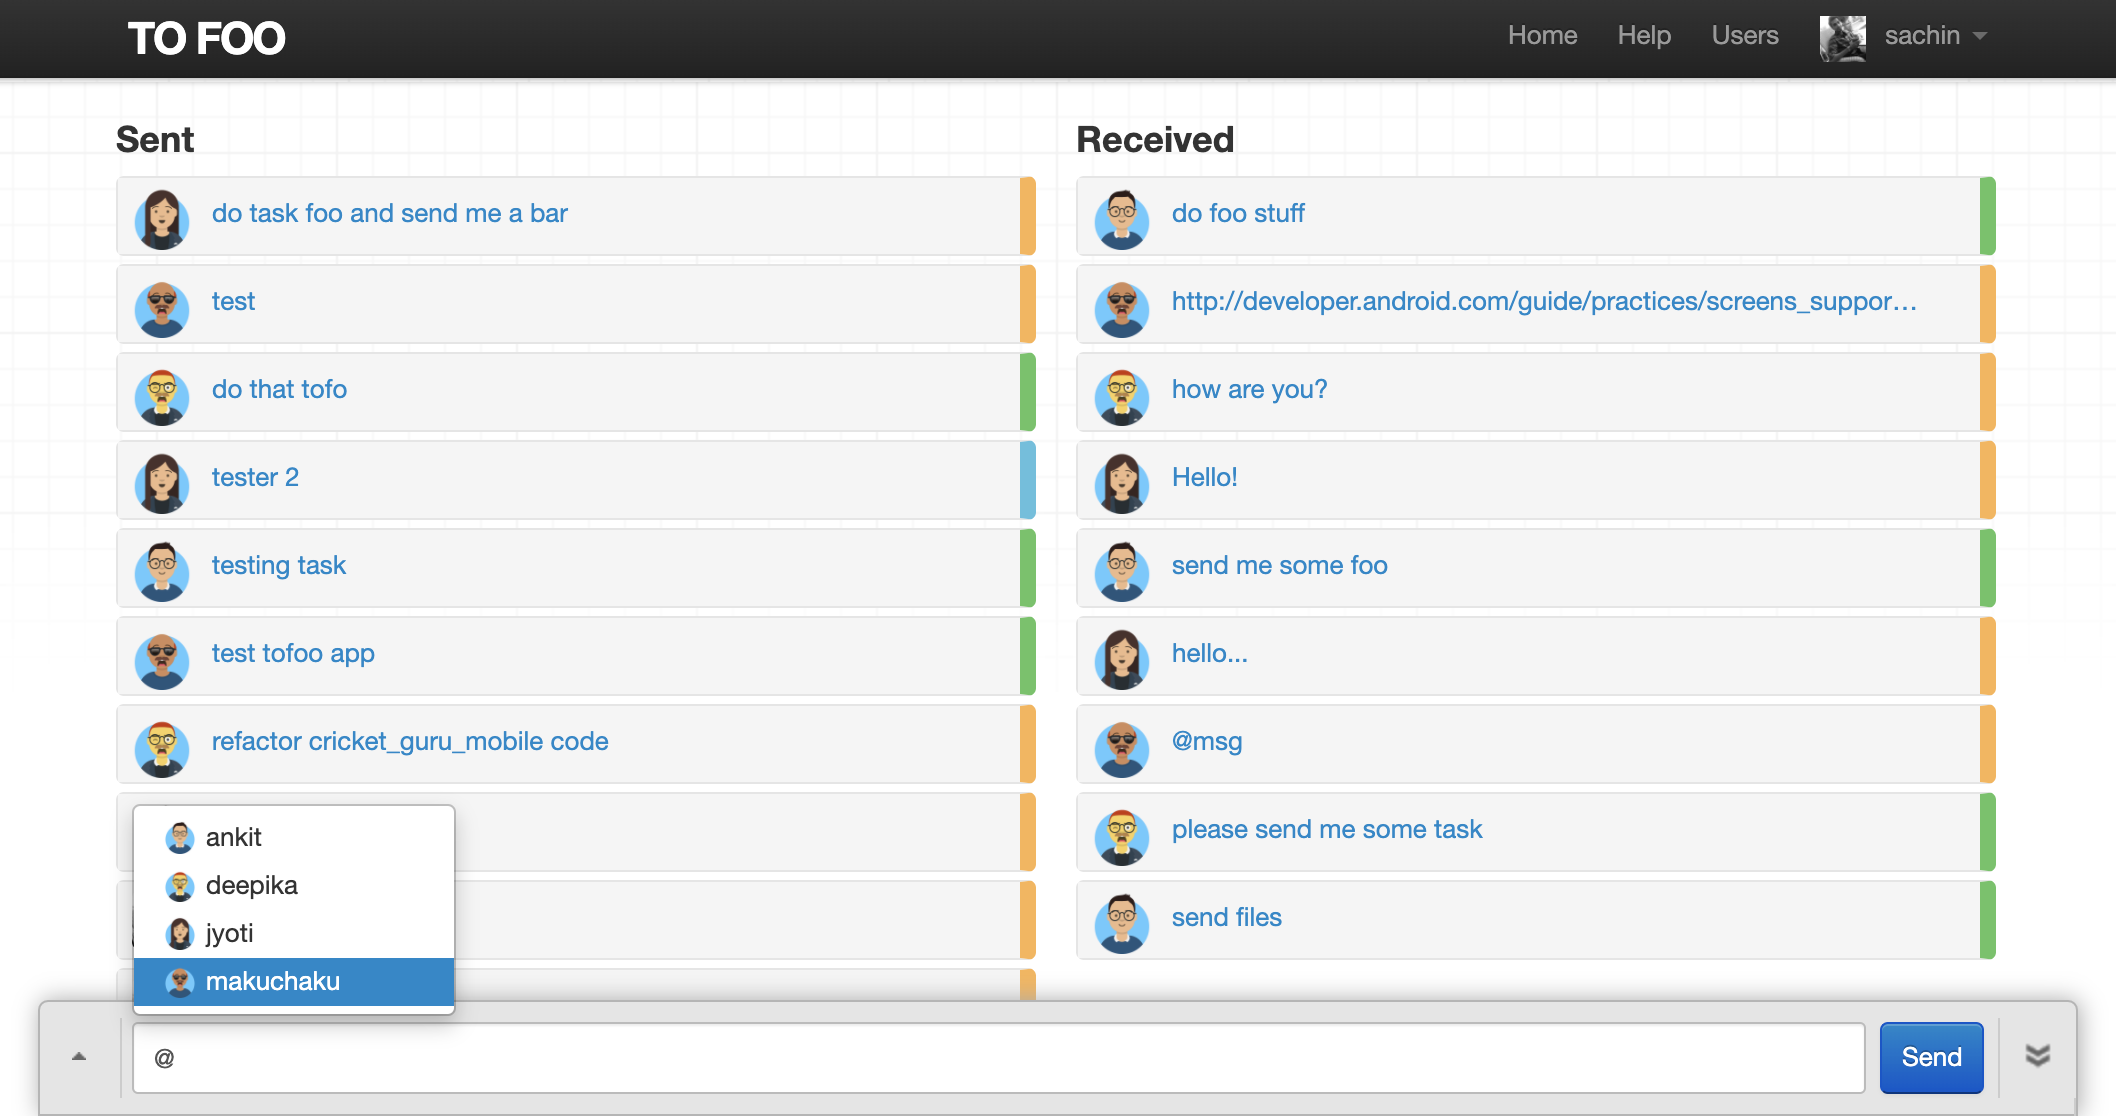 TO FOO
Home Help Users sachin
Sent
do task foo and send me a bar
test
do that tofo
tester 2
testing task
test tofoo app
refactor cricket_guru_mobile code
Received
do foo stuff
http://developer.android.com/guide/practices/screens_suppor…
how are you?
Hello!
send me some foo
hello...
@msg
please send me some task
send files
ankit
deepika
jyoti
makuchaku
@
Send